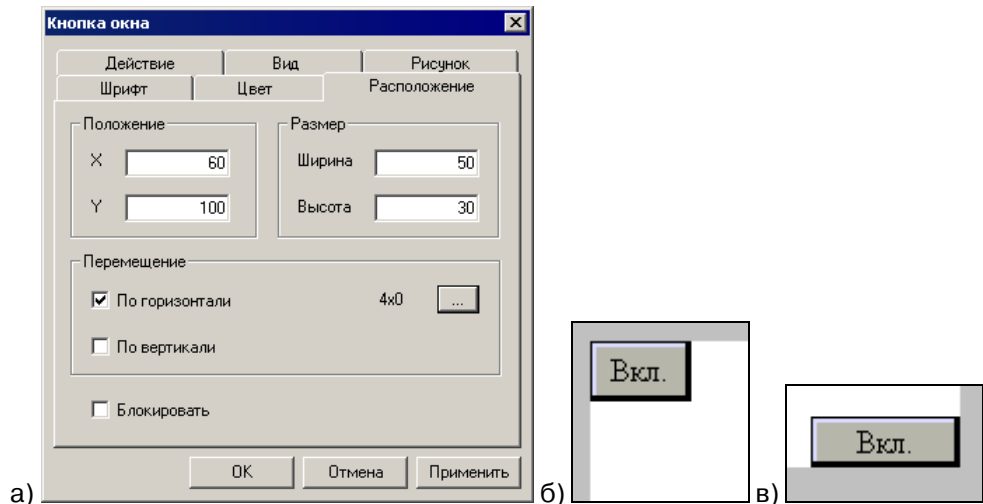 Кнопка окна
Действие Вид Рисунок
Шрифт Цвет Расположение
Положение Размер
X 60 Ширина 50
Y 100 Высота 30
Перемещение
По горизонтали 4x0 ...
По вертикали
Блокировать
OK Отмена Применить
а) б) в)
Вкл.
Вкл.